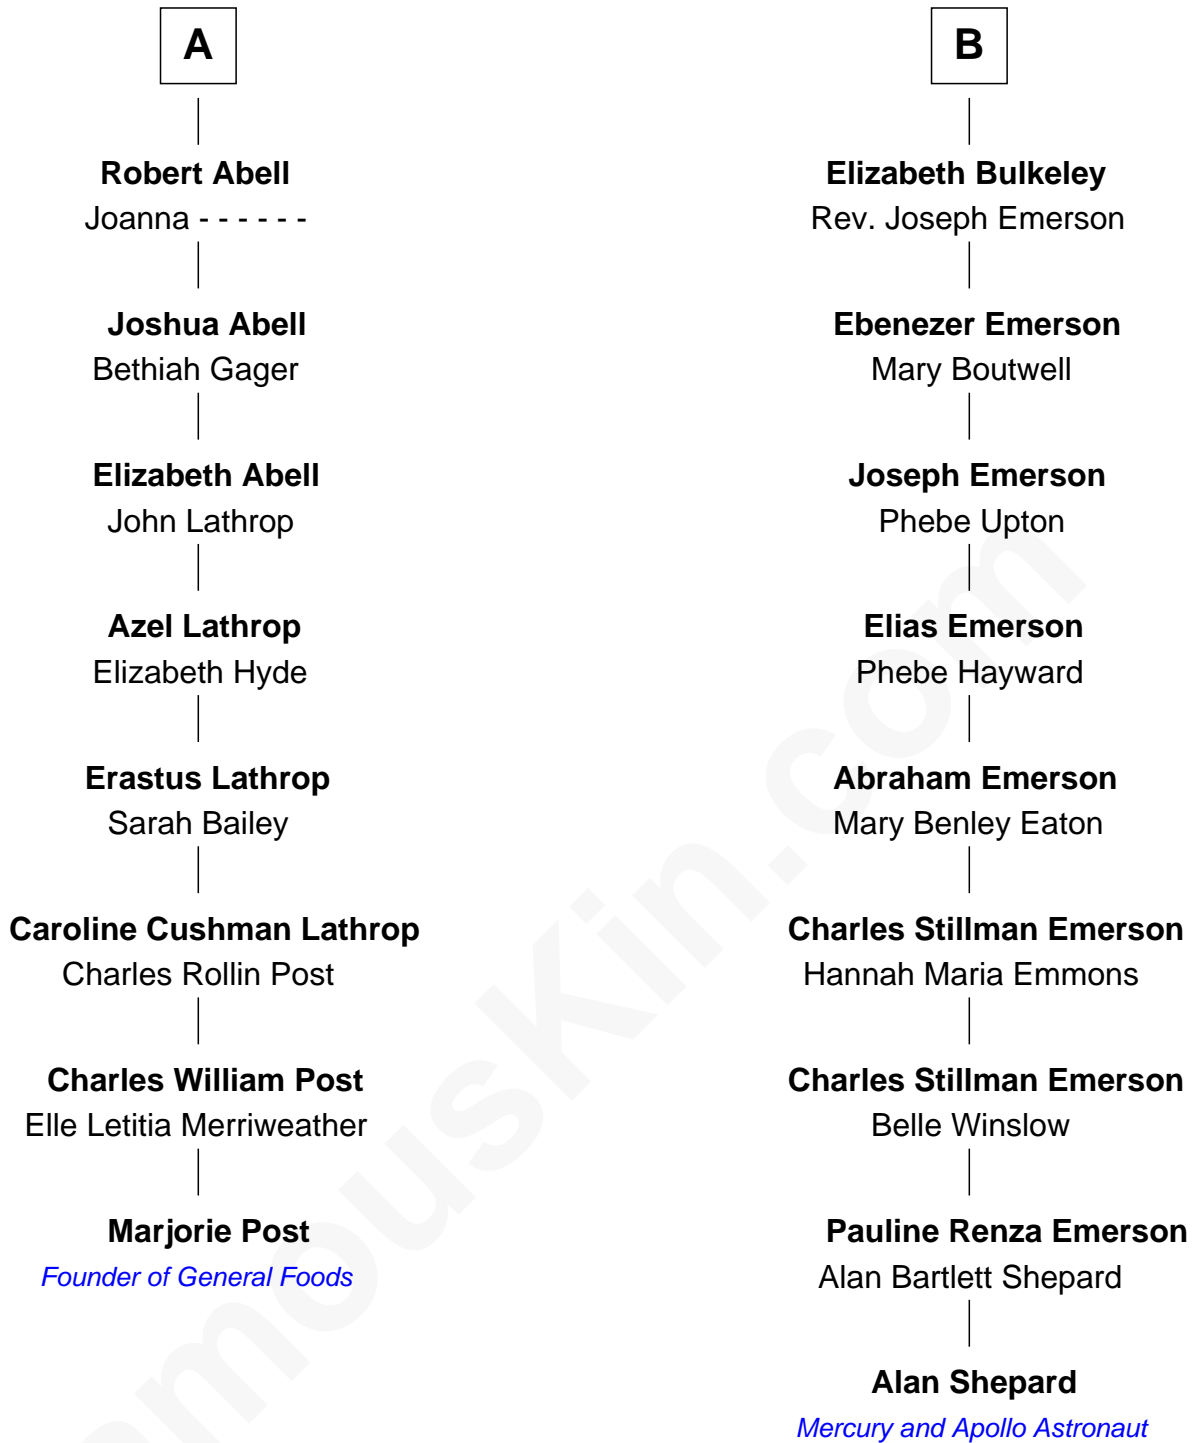 A
Robert Abell
Joanna - - - - - -
Joshua Abell
Bethiah Gager
Elizabeth Abell
John Lathrop
Azel Lathrop
Elizabeth Hyde
Erastus Lathrop
Sarah Bailey
Caroline Cushman Lathrop
Charles Rollin Post
Charles William Post
Elle Letitia Merriweather
Marjorie Post
Founder of General Foods
B
Elizabeth Bulkeley
Rev. Joseph Emerson
Ebenezer Emerson
Mary Boutwell
Joseph Emerson
Phebe Upton
Elias Emerson
Phebe Hayward
Abraham Emerson
Mary Benley Eaton
Charles Stillman Emerson
Hannah Maria Emmons
Charles Stillman Emerson
Belle Winslow
Pauline Renza Emerson
Alan Bartlett Shepard
Alan Shepard
Mercury and Apollo Astronaut
amouskin.com